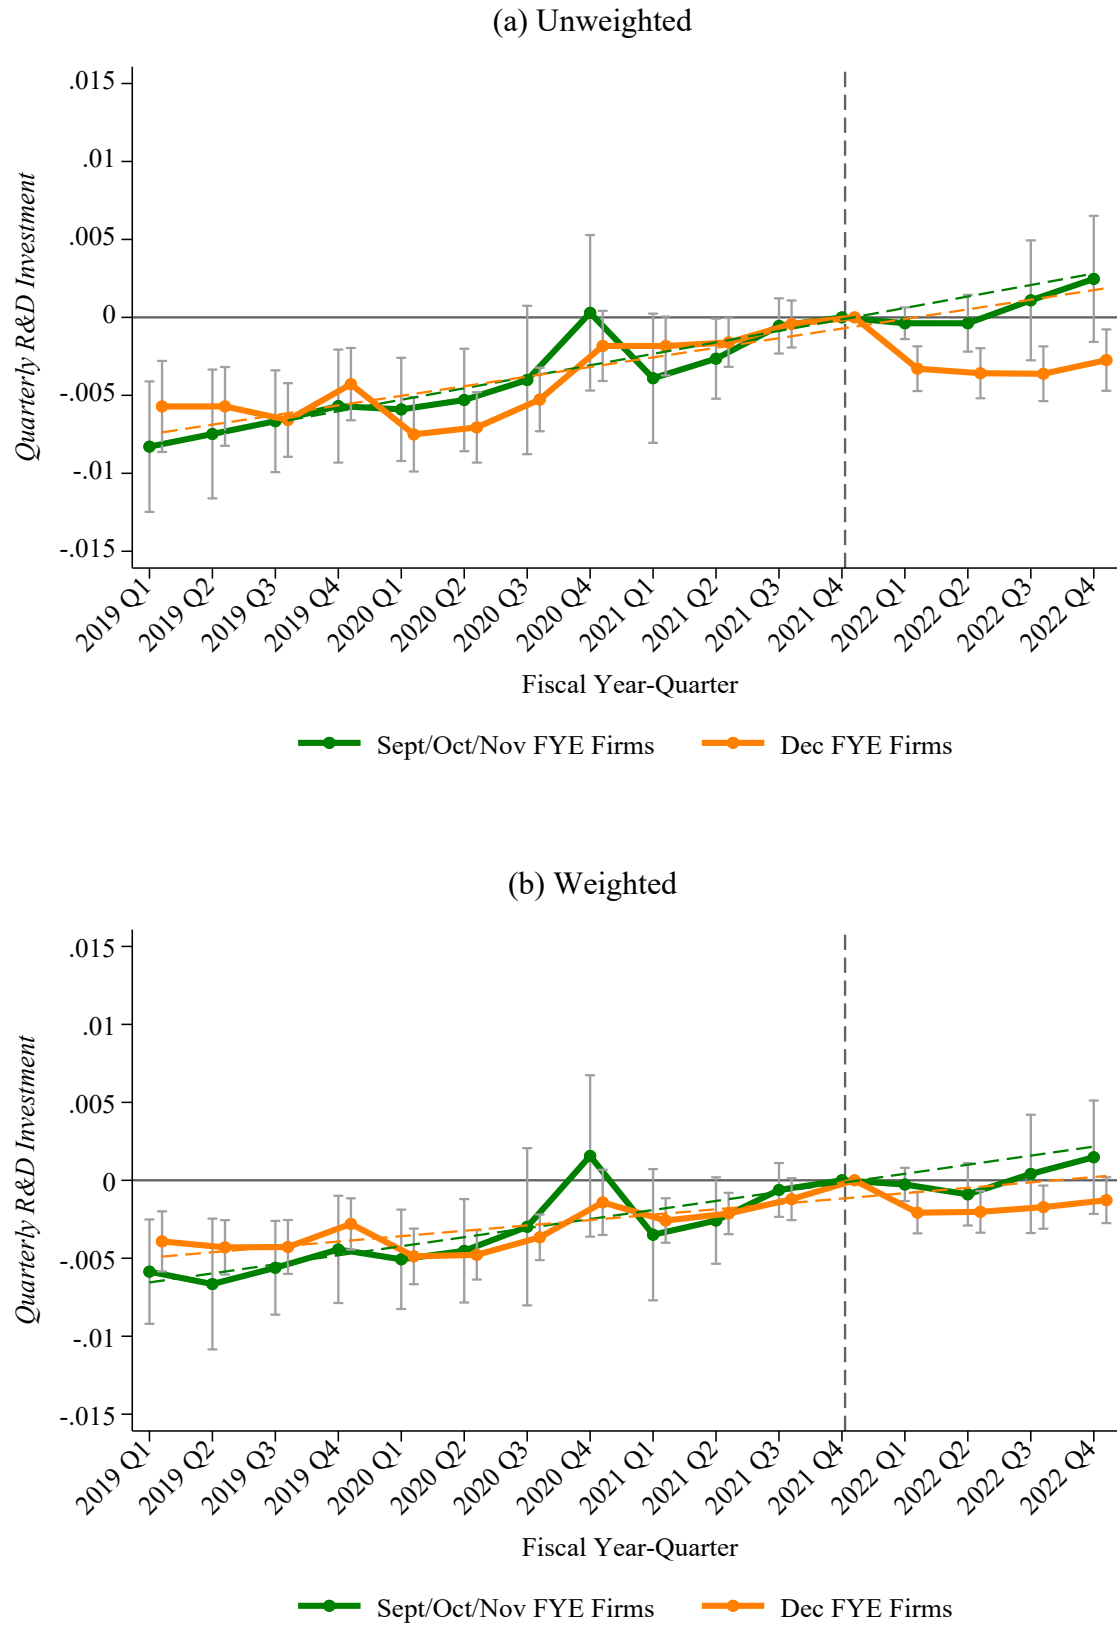 (a) Unweighted
.015
.01
.005
0
-.005
-.01
-.015
Quarterly R&D Investment
2019 Q1
2019 Q2
2019 Q3
2019 Q4
2020 Q1
2020 Q2
2020 Q3
2020 Q4
2021 Q1
2021 Q2
2021 Q3
2021 Q4
2022 Q1
2022 Q2
2022 Q3
2022 Q4
Fiscal Year-Quarter
Sept/Oct/Nov FYE Firms Dec FYE Firms
(b) Weighted
.015
.01
.005
0
-.005
-.01
-.015
Quarterly R&D Investment
2019 Q1
2019 Q2
2019 Q3
2019 Q4
2020 Q1
2020 Q2
2020 Q3
2020 Q4
2021 Q1
2021 Q2
2021 Q3
2021 Q4
2022 Q1
2022 Q2
2022 Q3
2022 Q4
Fiscal Year-Quarter
Sept/Oct/Nov FYE Firms Dec FYE Firms